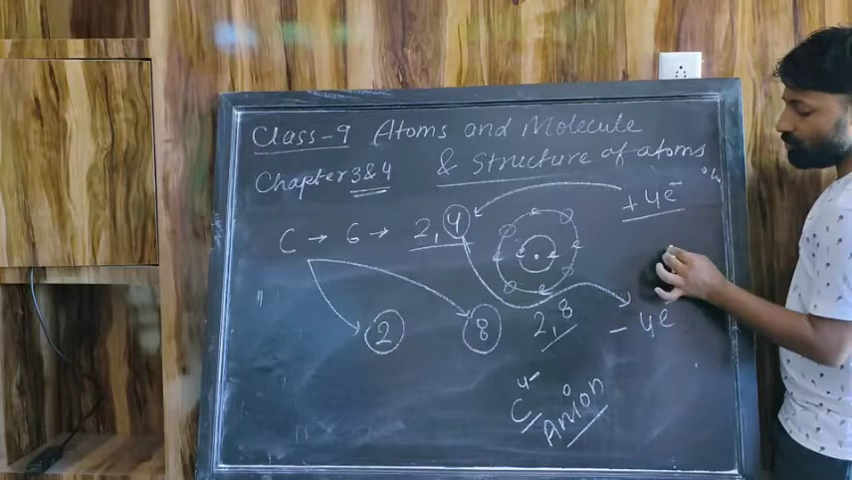 Class-9 Atoms and Molecule
Chapter 3&4 & Structure of atoms
C → 6 → 2,4 +4e⁻
2 8 2,8 - 4e⁻
C⁴⁻
Anion